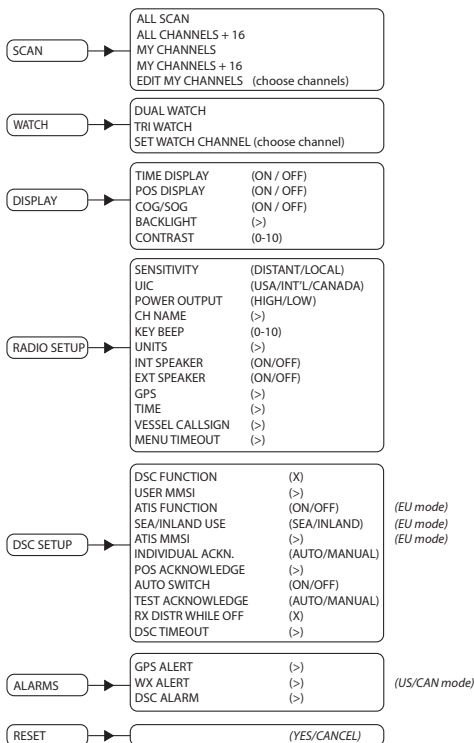 SCAN
ALL SCAN
ALL CHANNELS + 16
MY CHANNELS
MY CHANNELS + 16
EDIT MY CHANNELS (choose channels)
WATCH
DUAL WATCH
TRI WATCH
SET WATCH CHANNEL (choose channel)
DISPLAY
TIME DISPLAY (ON / OFF)
POS DISPLAY (ON / OFF)
COG/SOG (ON / OFF)
BACKLIGHT (>)
CONTRAST (0-10)
RADIO SETUP
SENSITIVITY (DISTANT/LOCAL)
UIC (USA/INT'L/CANADA)
POWER OUTPUT (HIGH/LOW)
CH NAME (>)
KEY BEEP (0-10)
UNITS (>)
INT SPEAKER (ON/OFF)
EXT SPEAKER (ON/OFF)
GPS (>)
TIME (>)
VESSEL CALLSIGN (>)
MENU TIMEOUT (>)
DSC SETUP
DSC FUNCTION (X)
USER MMSI (>)
ATIS FUNCTION (ON/OFF) (EU mode)
SEA/INLAND USE (SEA/INLAND) (EU mode)
ATIS MMSI (>) (EU mode)
INDIVIDUAL ACKN. (AUTO/MANUAL)
POS ACKNOWLEDGE (>)
AUTO SWITCH (ON/OFF)
TEST ACKNOWLEDGE (AUTO/MANUAL)
RX DISTR WHILE OFF (X)
DSC TIMEOUT (>)
ALARMS
GPS ALERT (>)
WX ALERT (>) (US/CAN mode)
DSC ALARM (>)
RESET
(YES/CANCEL)